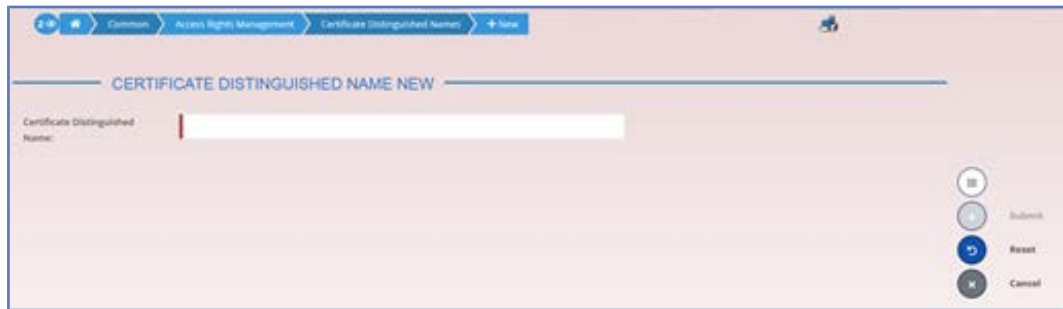 Common Access Rights Management Certificate Distinguished Names + New
CERTIFICATE DISTINGUISHED NAME NEW
Certificate Distinguished
Name:
Submit
Reset
Cancel